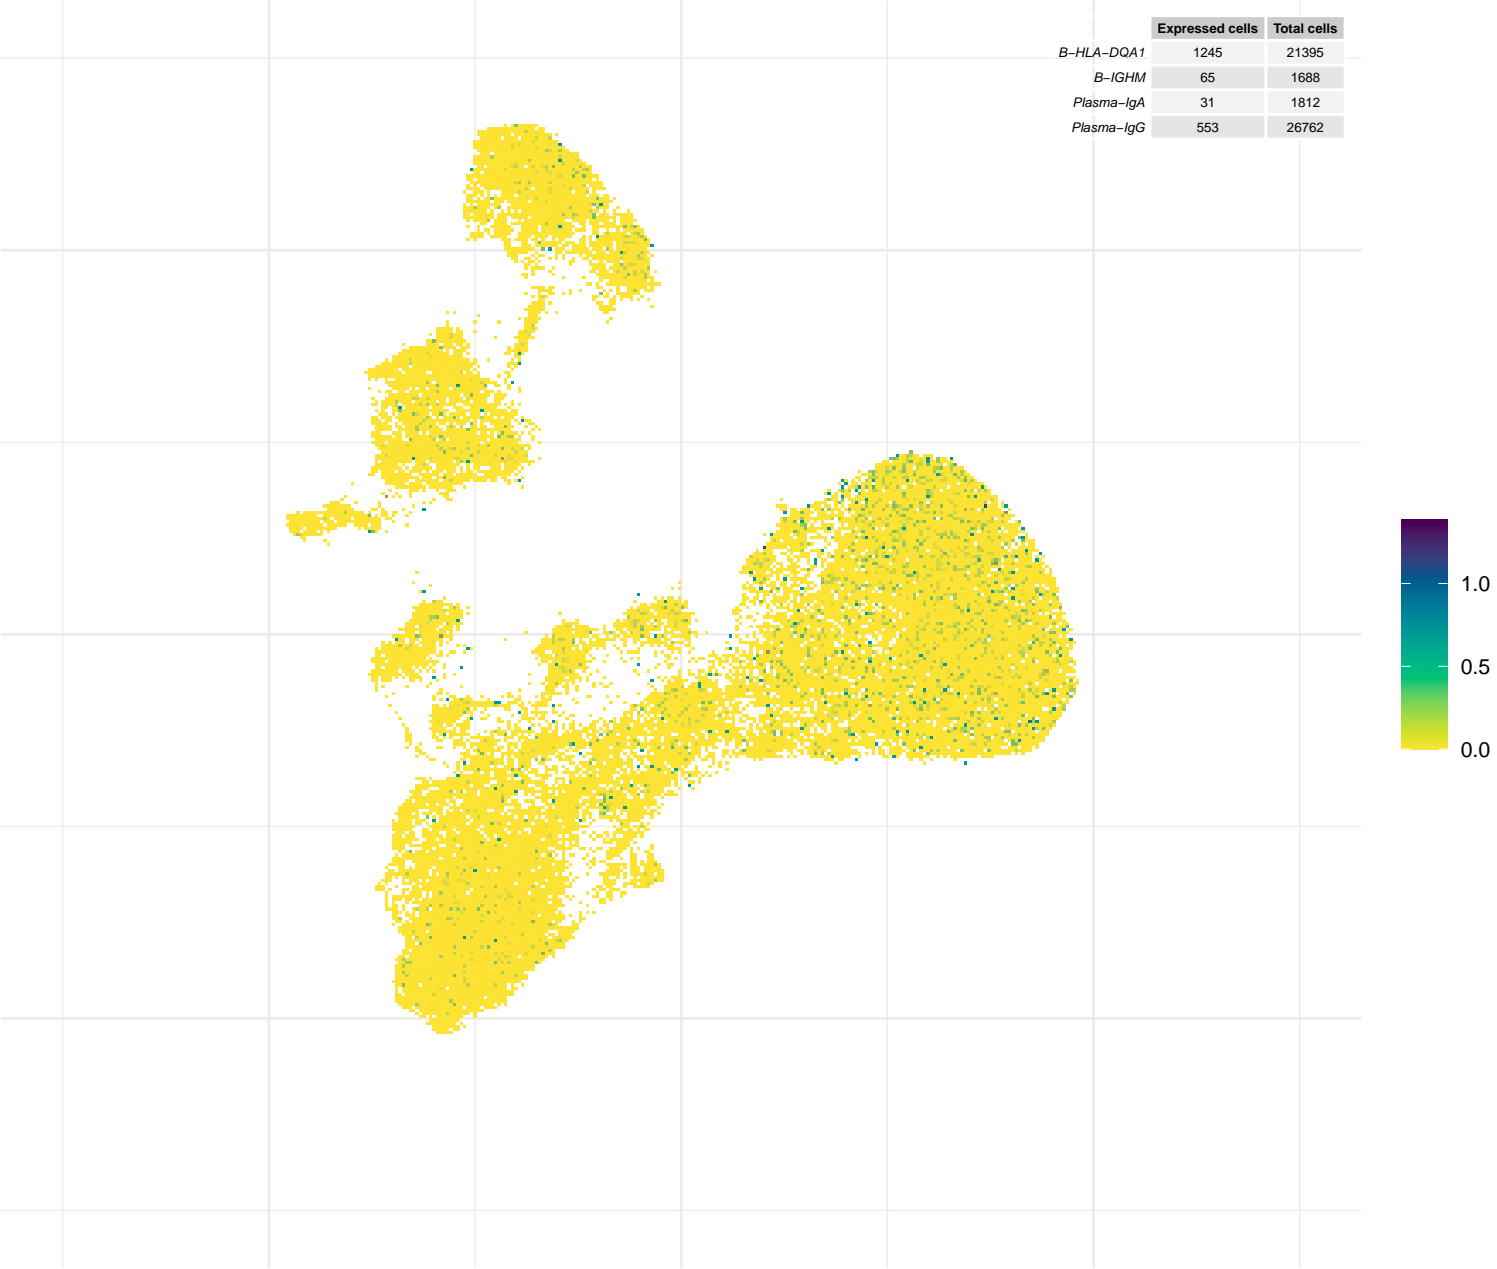 Expressed cells Total cells
B−HLA−DQA1 1245 21395
B−IGHM 65 1688
Plasma−IgA 31 1812
Plasma−IgG 553 26762
1.0
0.5
0.0